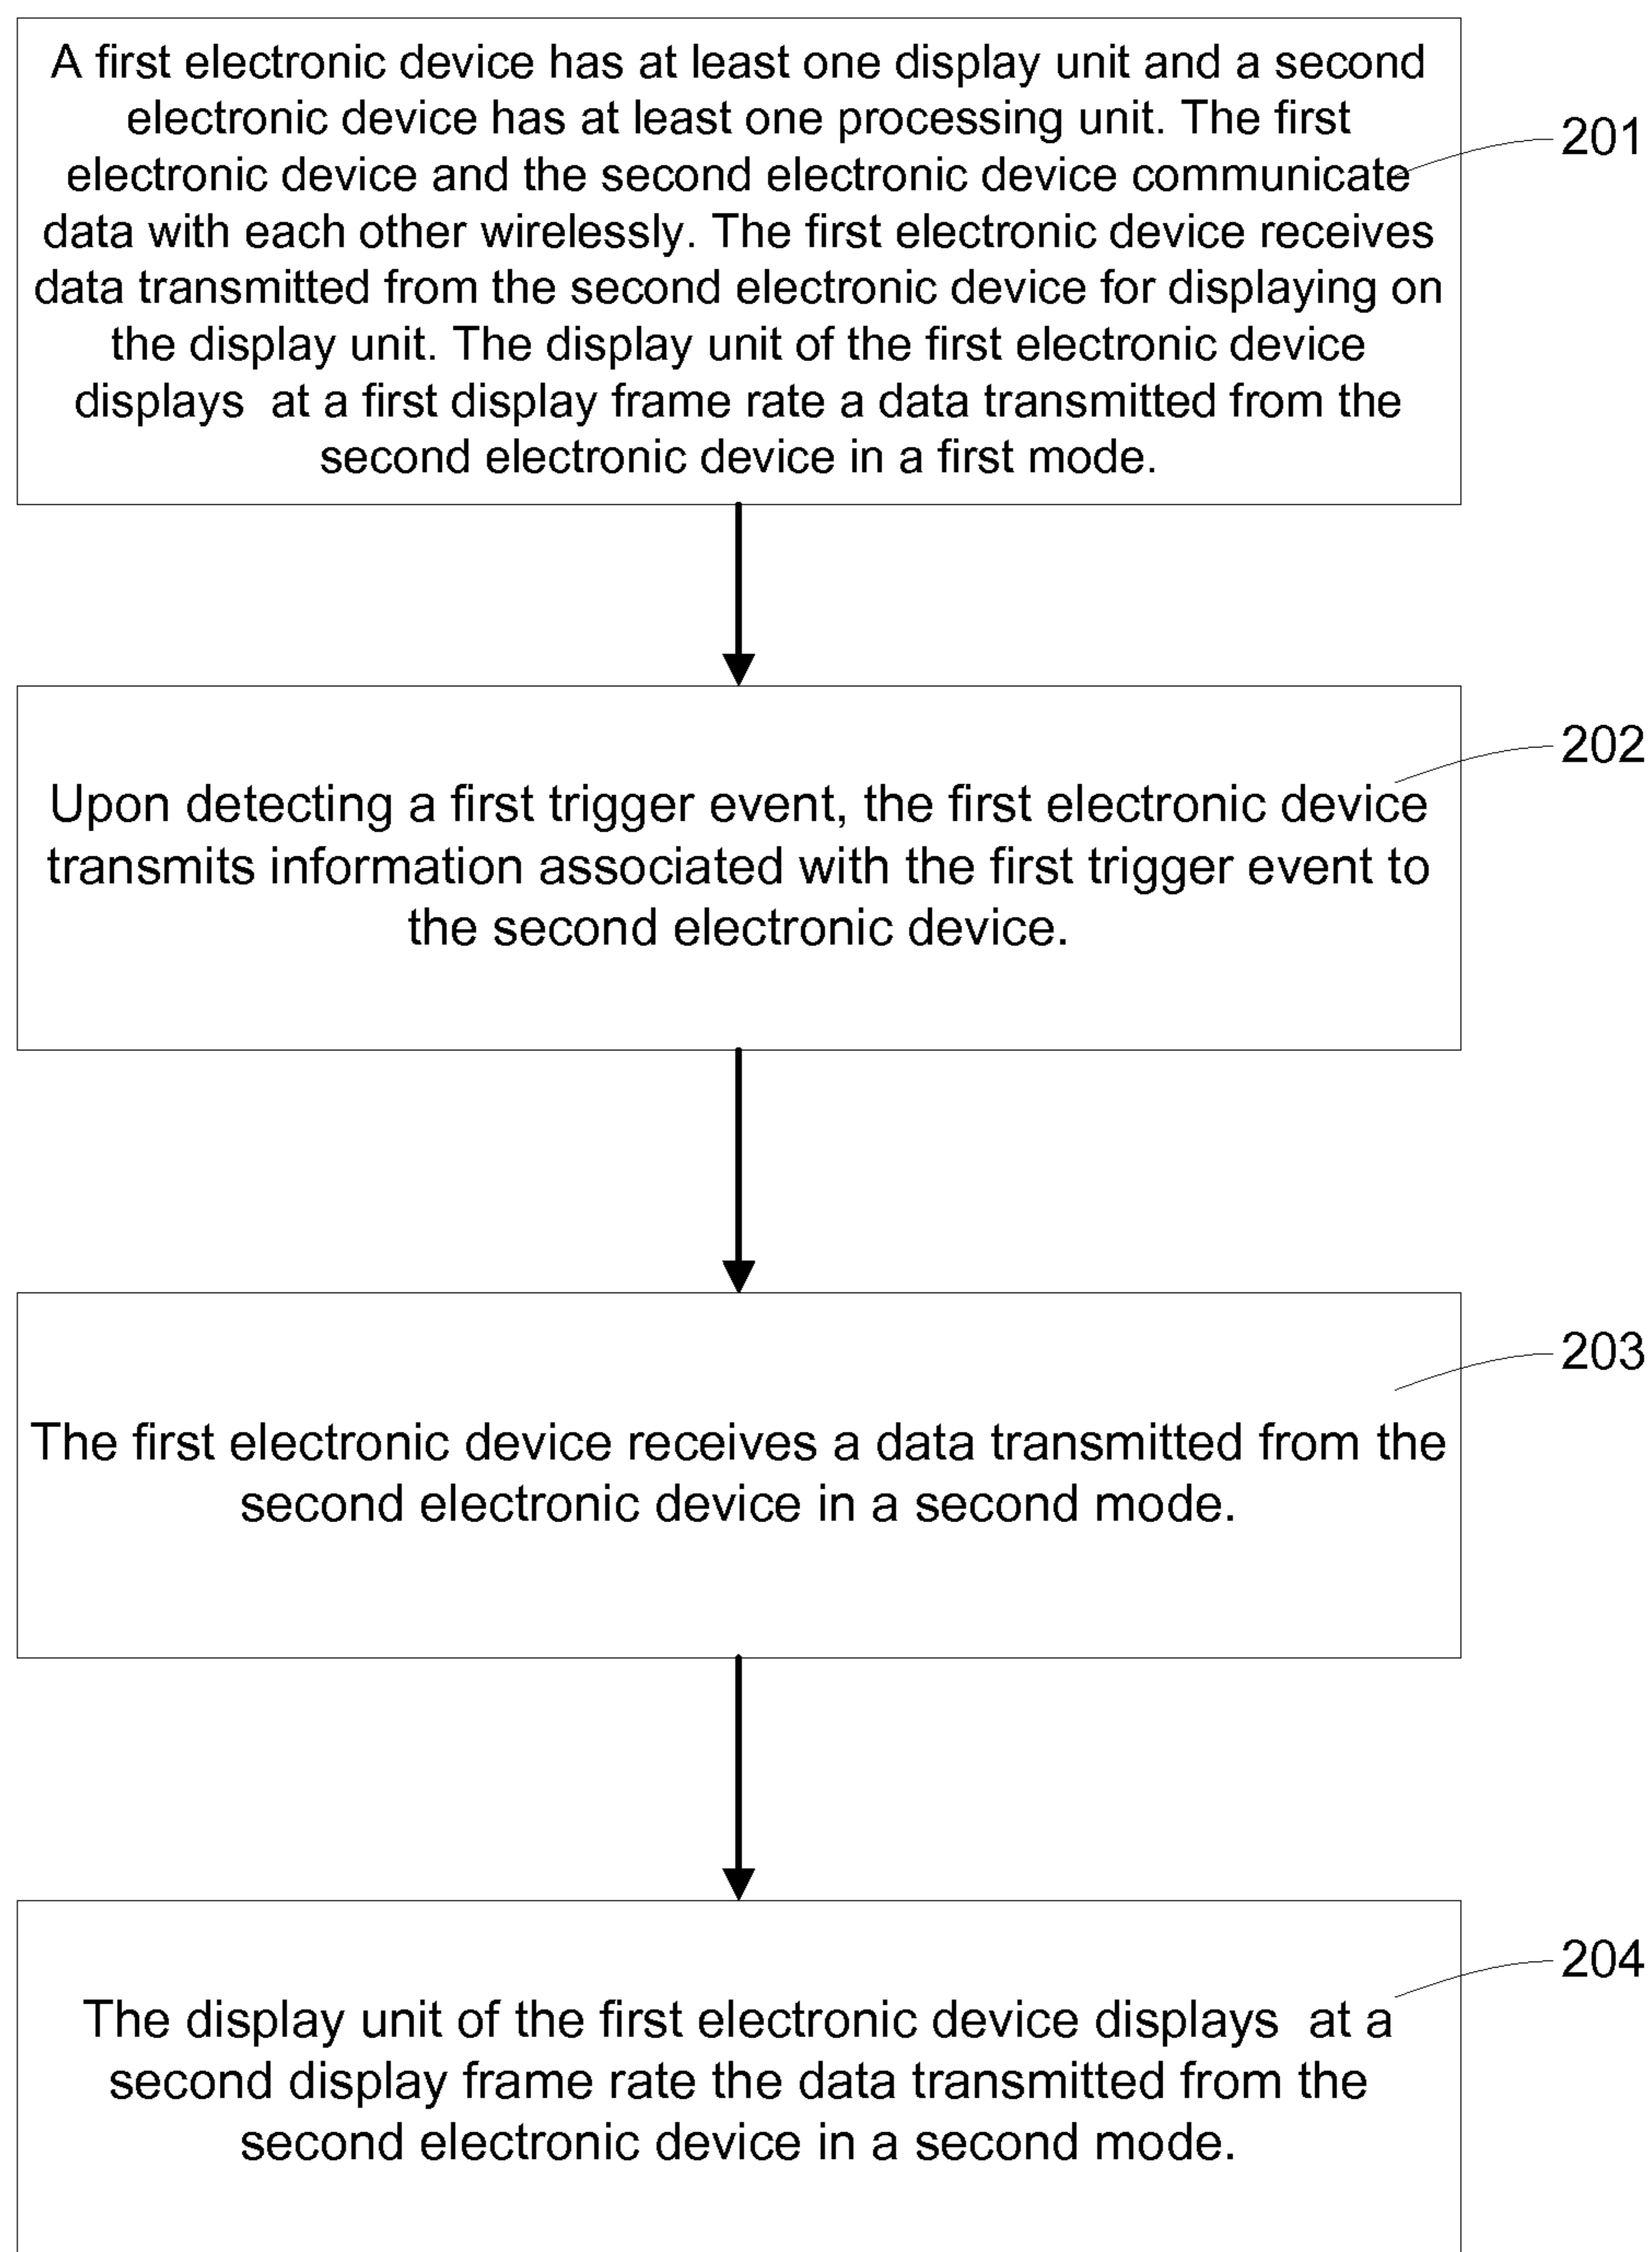 A first electronic device has at least one display unit and a second
electronic device has at least one processing unit. The first
electronic device and the second electronic device communicate
data with each other wirelessly. The first electronic device receives
data transmitted from the second electronic device for displaying on
the display unit. The display unit of the first electronic device
displays  at a first display frame rate a data transmitted from the
second electronic device in a first mode.
201
Upon detecting a first trigger event, the first electronic device
transmits information associated with the first trigger event to
the second electronic device.
202
The first electronic device receives a data transmitted from the
second electronic device in a second mode.
203
The display unit of the first electronic device displays  at a
second display frame rate the data transmitted from the
second electronic device in a second mode.
204